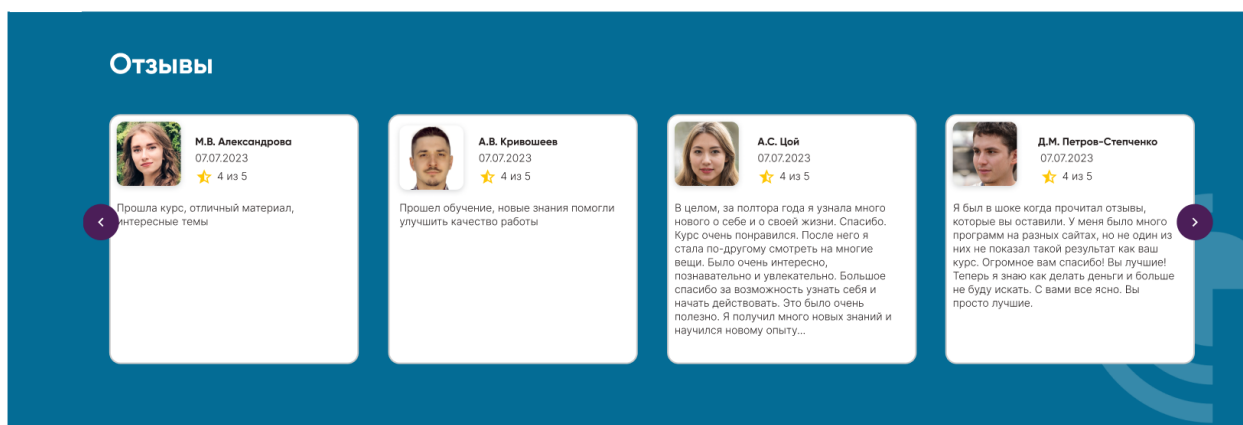 Отзывы
М.В. Александрова
07.07.2023
4 из 5
Прошла курс, отличный материал,
интересные темы
А.В. Кривошеев
07.07.2023
4 из 5
Прошел обучение, новые знания помогли
улучшить качество работы
А.С. Цой
07.07.2023
4 из 5
В целом, за полтора года я узнала много
нового о себе и о своей жизни. Спасибо.
Курс очень понравился. После него я
стала по-другому смотреть на многие
вещи. Было очень интересно,
познавательно и увлекательно. Большое
спасибо за возможность узнать себя и
начать действовать. Это было очень
полезно. Я получил много новых знаний и
научился новому опыту...
Д.М. Петров-Степченко
07.07.2023
4 из 5
Я был в шоке когда прочитал отзывы,
которые вы оставили. У меня было много
программ на разных сайтах, но не один из
них не показал такой результат как ваш
курс. Огромное вам спасибо! Вы лучшие!
Теперь я знаю как делать деньги и больше
не буду искать. С вами все ясно. Вы
просто лучшие.